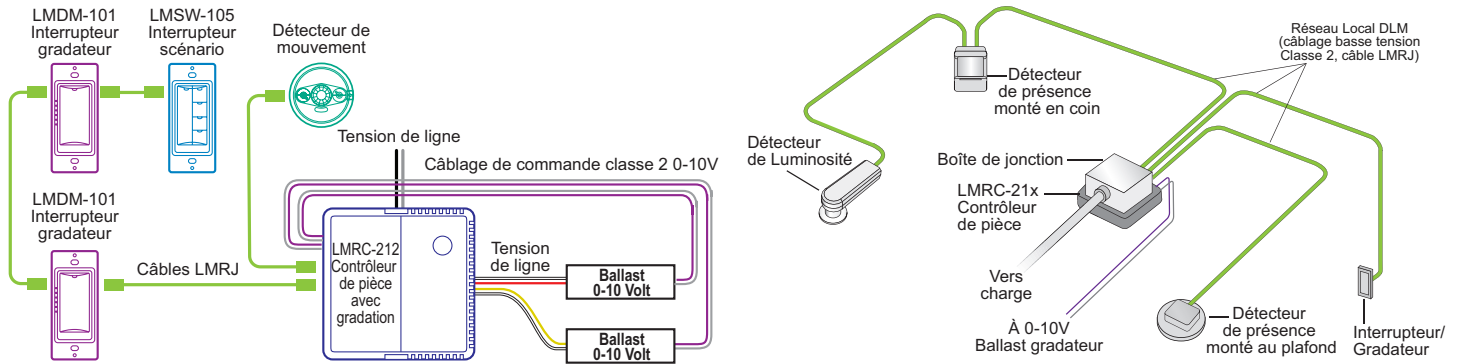 LMDM-101
Interrupteur
gradateur
LMSW-105
Interrupteur
scénario
Détecteur de
mouvement
LMDM-101
Interrupteur
gradateur
Câbles LMRJ
Tension de ligne
Câblage de commande classe 2 0-10V
LMRC-212
Contrôleur
de pièce
avec
gradation
Tension
de ligne
Ballast
0-10 Volt
Ballast
0-10 Volt
Réseau Local DLM
(câblage basse tension
Classe 2, câble LMRJ)
Détecteur
de présence
monté en coin
Détecteur
de Luminosité
Boîte de jonction
LMRC-21x
Contrôleur
de pièce
Vers
charge
À 0-10V
Ballast gradateur
Détecteur
de présence
monté au plafond
Interrupteur/
Gradateur